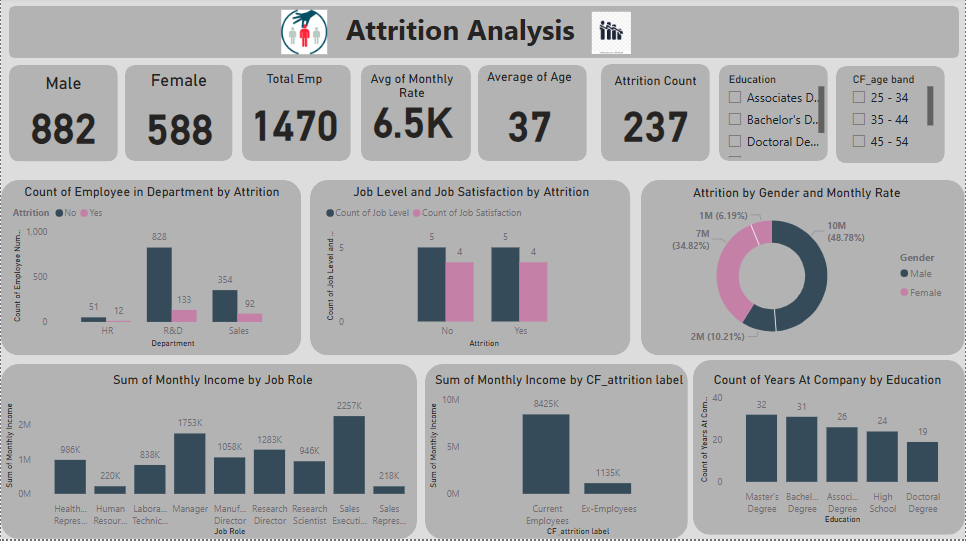 Attrition Analysis
Male
882
Female
588
Total Emp
1470
Avg of Monthly
Rate
6.5K
Average of Age
37
Attrition Count
237
Education
Associates D...
Bachelor's D...
Doctoral De...
CF_age band
25 - 34
35 - 44
45 - 54
Count of Employee in Department by Attrition
Attrition No Yes
Count of Employee Num...
1,000
500
0
51
12
828
133
354
92
HR
R&D
Sales
Department
Job Level and Job Satisfaction by Attrition
Count of Job Level Count of Job Satisfaction
Count of Job Level and ...
5
0
5
4
5
4
No
Yes
Attrition
Attrition by Gender and Monthly Rate
1M (6.19%)
7M
(34.82%)
10M
(48.78%)
2M (10.21%)
Gender
Male
Female
Sum of Monthly Income by Job Role
Sum of Monthly Income
2M
1M
0M
986K
220K
838K
1753K
1058K
1283K
946K
2257K
218K
Health...
Repres...
Human
Resour...
Labora...
Technic...
Manager
Manuf...
Director
Research
Director
Research
Scientist
Sales
Executi...
Sales
Repres...
Job Role
Sum of Monthly Income by CF_attrition label
Sum of Monthly Income
10M
5M
0M
8425K
1135K
Current
Employees
Ex-Employees
CF_attrition label
Count of Years At Company by Education
Count of Years At Com...
40
20
0
32
31
26
24
19
Master's
Degree
Bachel...
Degree
Associ...
Degree
High
School
Doctoral
Degree
Education